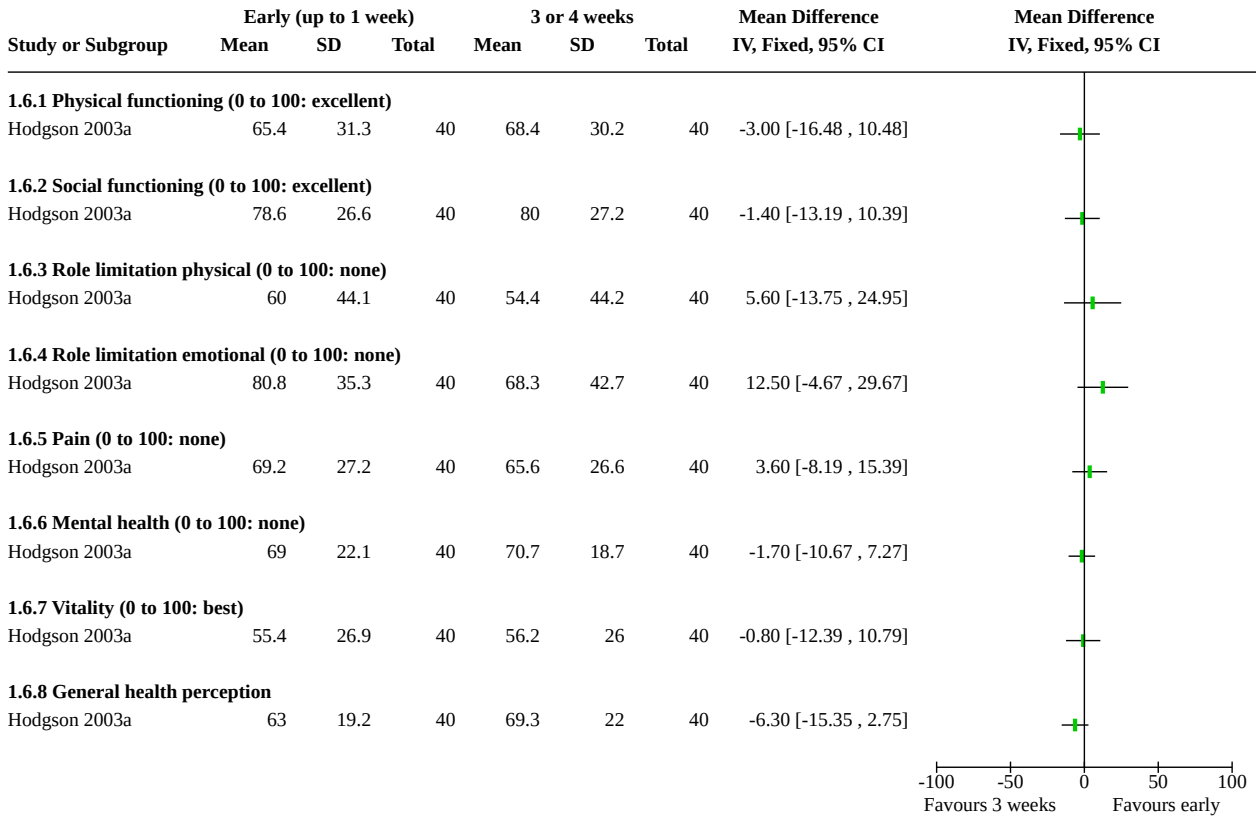 Early (up to 1 week) 3 or 4 weeks Mean Difference Mean Difference
Study or Subgroup Mean SD Total Mean SD Total IV, Fixed, 95% CI IV, Fixed, 95% CI
1.6.1 Physical functioning (0 to 100: excellent)
Hodgson 2003a 65.4 31.3 40 68.4 30.2 40 -3.00 [-16.48 , 10.48]
1.6.2 Social functioning (0 to 100: excellent)
Hodgson 2003a 78.6 26.6 40 80 27.2 40 -1.40 [-13.19 , 10.39]
1.6.3 Role limitation physical (0 to 100: none)
Hodgson 2003a 60 44.1 40 54.4 44.2 40 5.60 [-13.75 , 24.95]
1.6.4 Role limitation emotional (0 to 100: none)
Hodgson 2003a 80.8 35.3 40 68.3 42.7 40 12.50 [-4.67 , 29.67]
1.6.5 Pain (0 to 100: none)
Hodgson 2003a 69.2 27.2 40 65.6 26.6 40 3.60 [-8.19 , 15.39]
1.6.6 Mental health (0 to 100: none)
Hodgson 2003a 69 22.1 40 70.7 18.7 40 -1.70 [-10.67 , 7.27]
1.6.7 Vitality (0 to 100: best)
Hodgson 2003a 55.4 26.9 40 56.2 26 40 -0.80 [-12.39 , 10.79]
1.6.8 General health perception
Hodgson 2003a 63 19.2 40 69.3 22 40 -6.30 [-15.35 , 2.75]
-100 -50 0 50 100
Favours 3 weeks Favours early